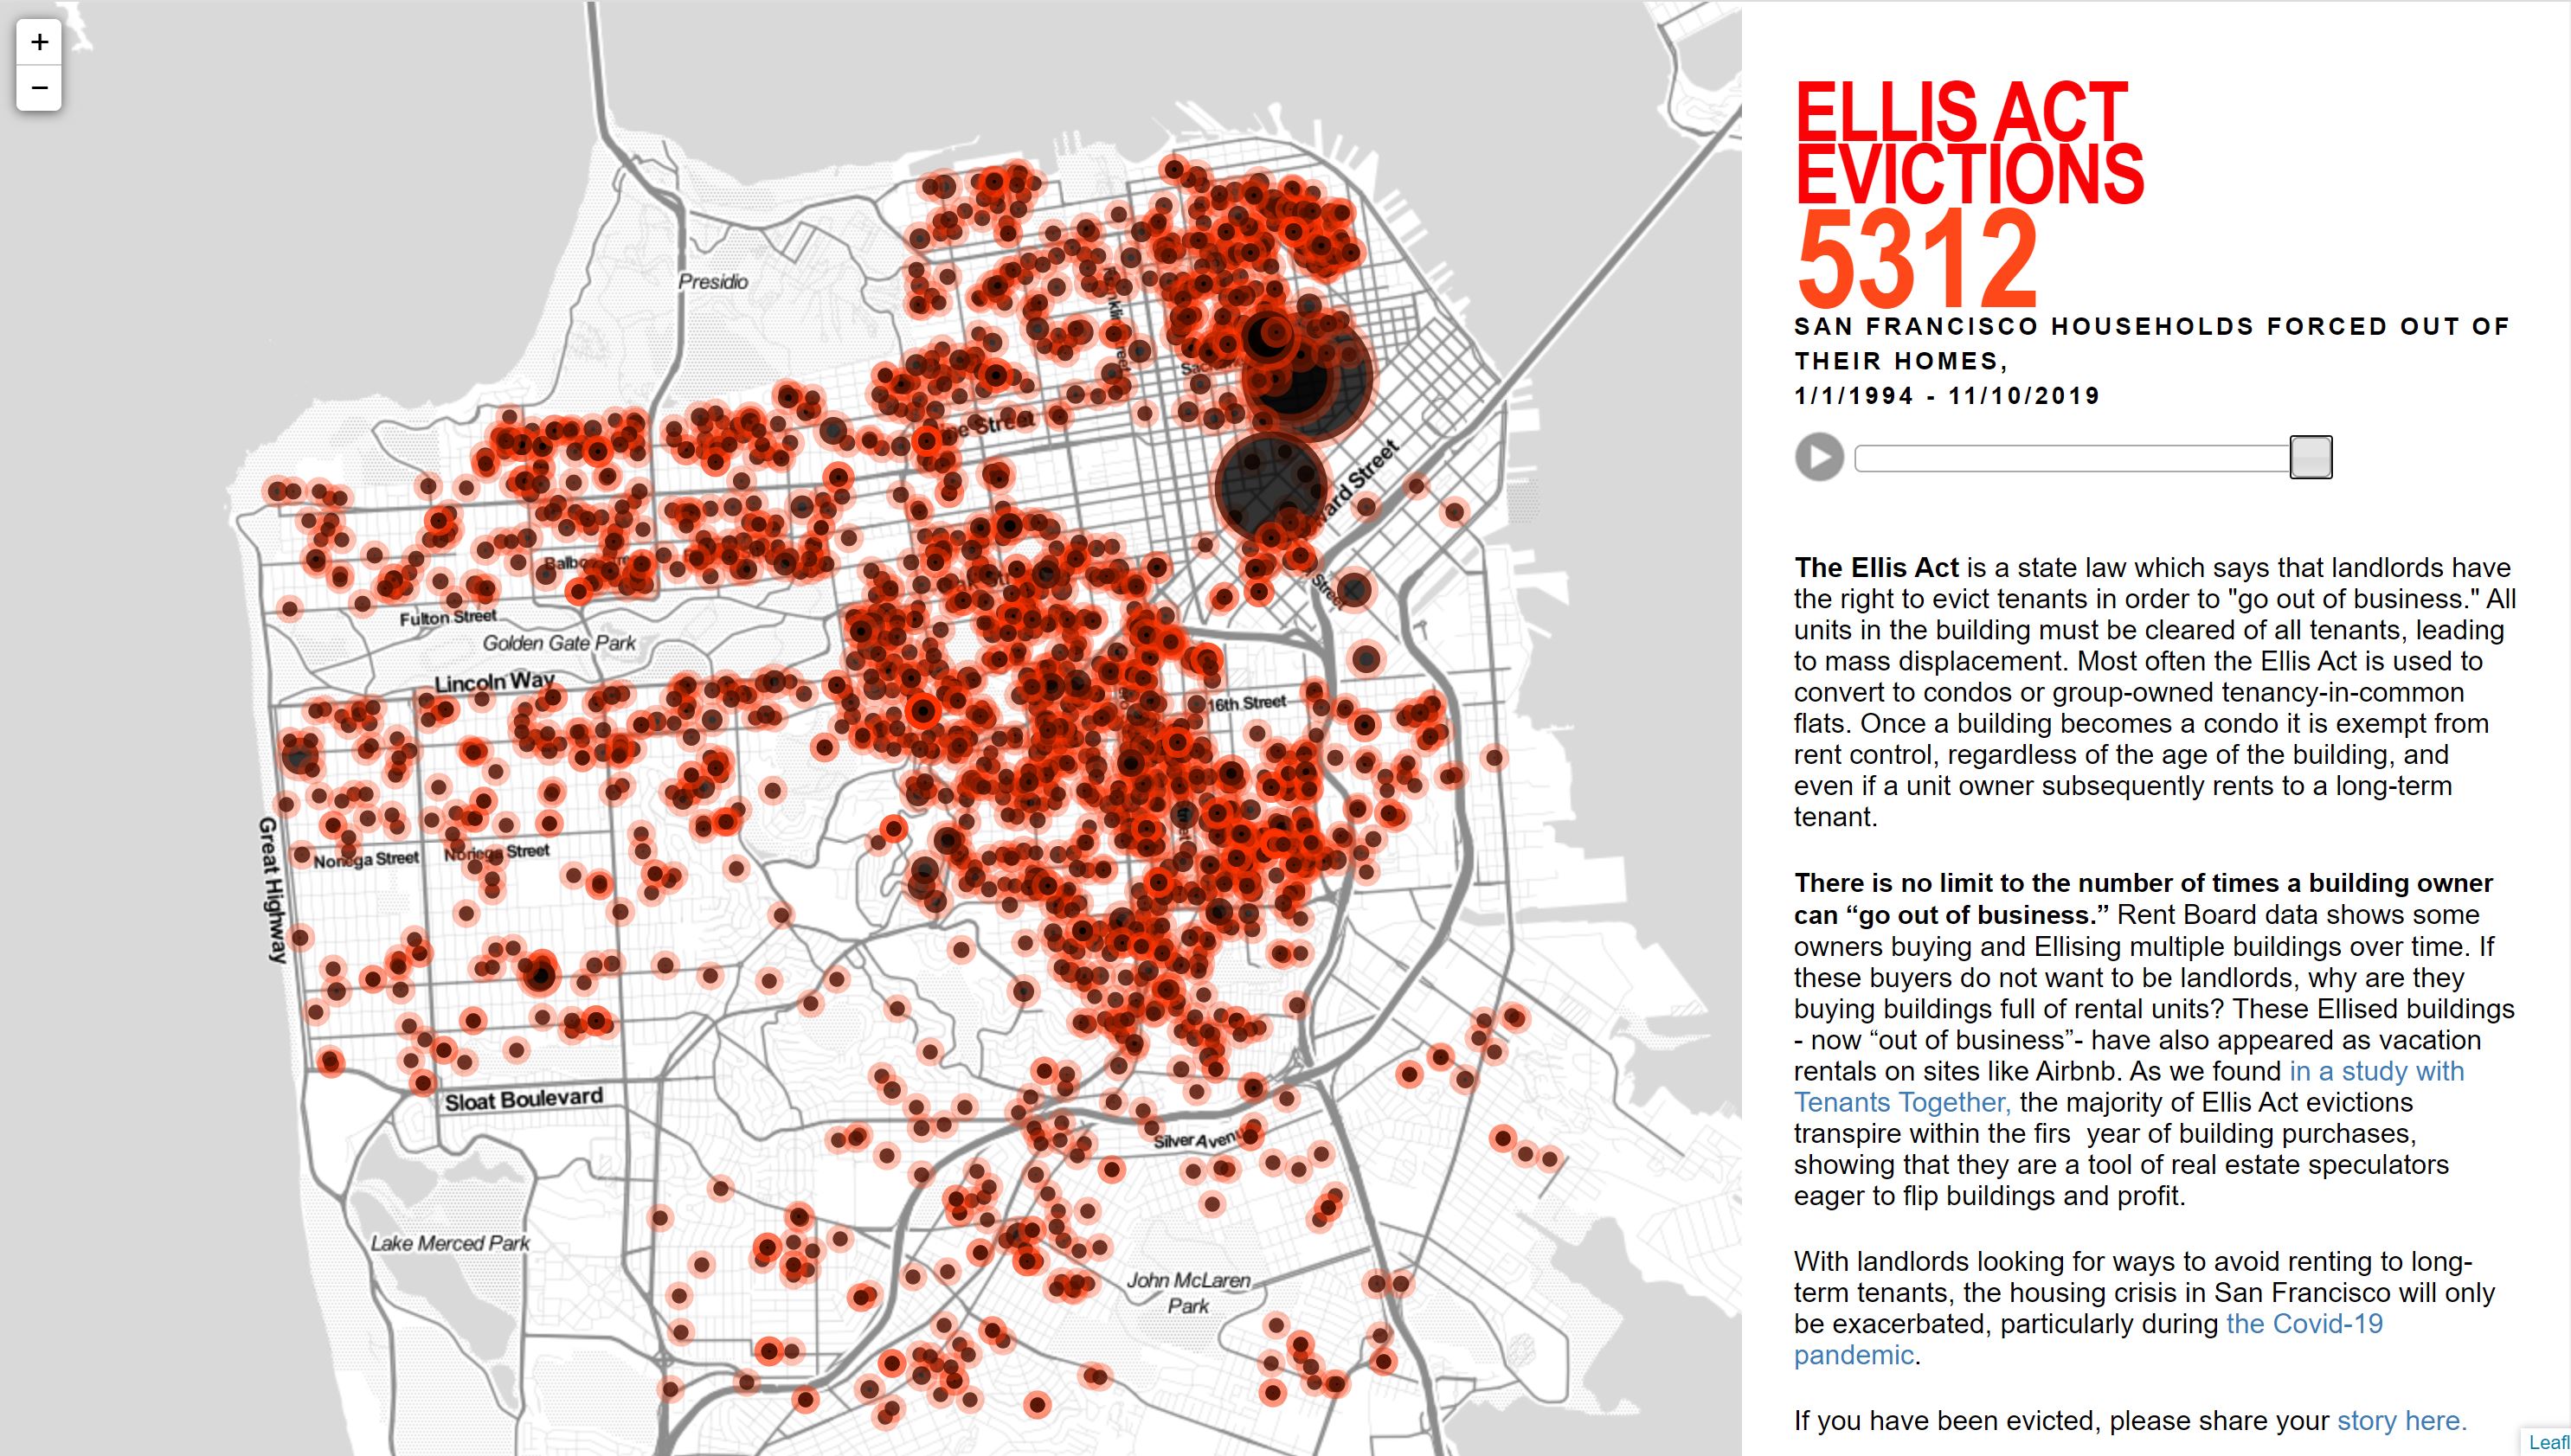 +
−
Presidio
Sac
Street
Howard Street
Street
Balbo
Fulton Street
Golden Gate Park
Lincoln Way
16th Street
Great Highway
Noriega Street
Noriega Street
Sloat Boulevard
Silver Avenu
Lake Merced Park
John McLaren
Park
ELLIS ACT
EVICTIONS
5312
SAN FRANCISCO HOUSEHOLDS FORCED OUT OF
THEIR HOMES,
1/1/1994 - 11/10/2019
The Ellis Act is a state law which says that landlords have
the right to evict tenants in order to "go out of business." All
units in the building must be cleared of all tenants, leading
to mass displacement. Most often the Ellis Act is used to
convert to condos or group-owned tenancy-in-common
flats. Once a building becomes a condo it is exempt from
rent control, regardless of the age of the building, and
even if a unit owner subsequently rents to a long-term
tenant.
There is no limit to the number of times a building owner
can “go out of business.” Rent Board data shows some
owners buying and Ellising multiple buildings over time. If
these buyers do not want to be landlords, why are they
buying buildings full of rental units? These Ellised buildings
- now “out of business”- have also appeared as vacation
rentals on sites like Airbnb. As we found in a study with
Tenants Together, the majority of Ellis Act evictions
transpire within the firs  year of building purchases,
showing that they are a tool of real estate speculators
eager to flip buildings and profit.
With landlords looking for ways to avoid renting to long-
term tenants, the housing crisis in San Francisco will only
be exacerbated, particularly during the Covid-19
pandemic.
If you have been evicted, please share your story here.
Leafl